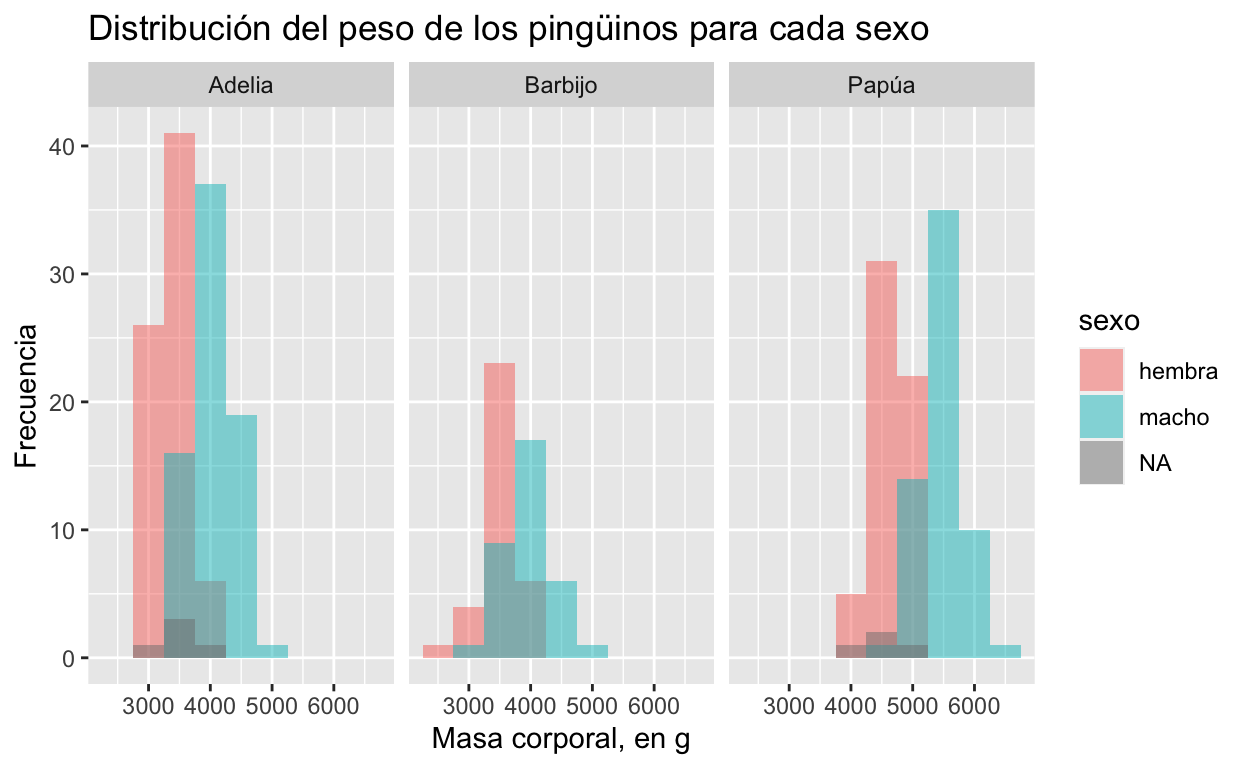 Distribución del peso de los pingüinos para cada sexo
Adelia Barbijo Papúa
40
30
20
10
0
Frecuencia
3000 4000 5000 6000 3000 4000 5000 6000 3000 4000 5000 6000
Masa corporal, en g
sexo
hembra
macho
NA